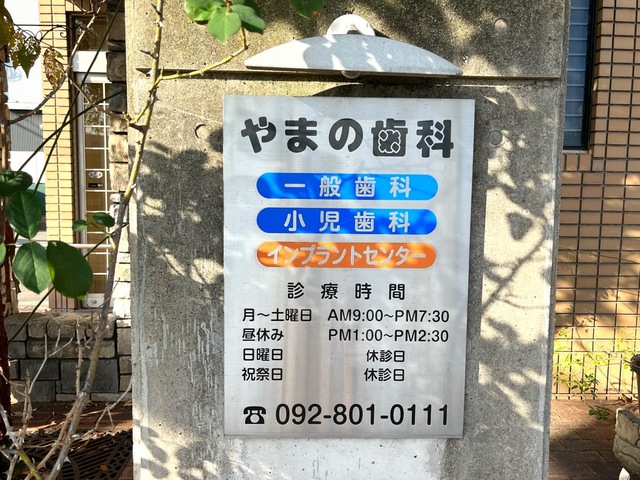 やまの歯科
一般歯科
小児歯科
インプラントセンター
診療時間
月〜土曜日 AM9:00〜PM7:30
昼休み PM1:00〜PM2:30
日曜日 休診日
祝祭日 休診日
☎ 092-801-0111